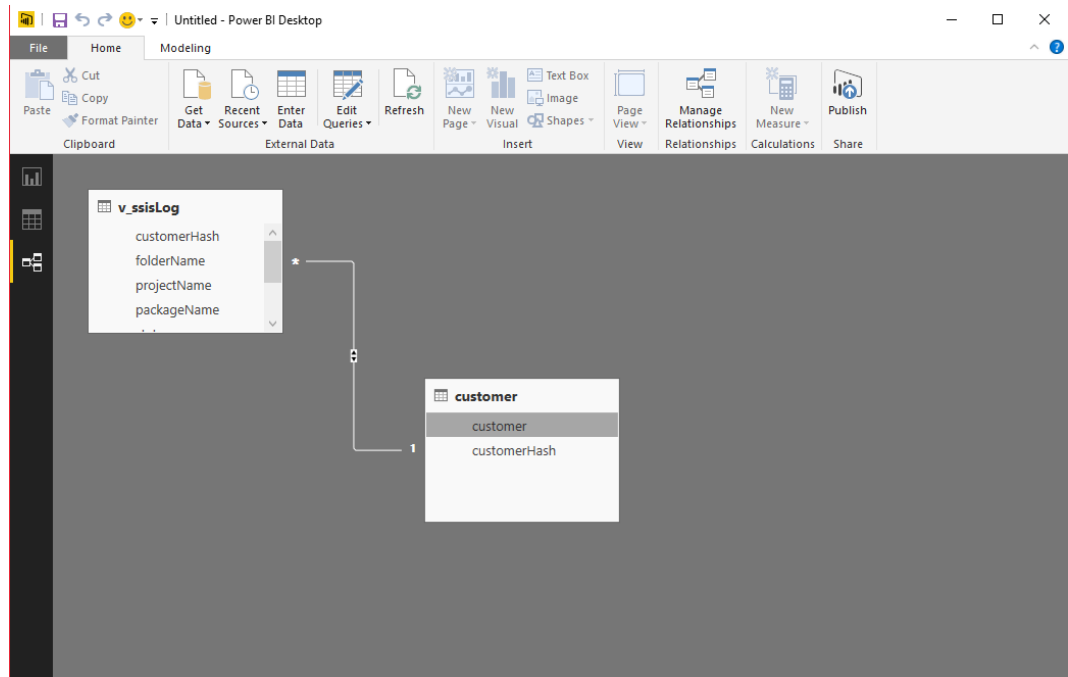 Untitled - Power BI Desktop
File Home Modeling
Paste
Cut
Copy
Format Painter
Clipboard
Get Data
Recent Sources
Enter Data
Edit Queries
Refresh
External Data
New Page
New Visual
Text Box
Image
Shapes
Insert
Page View
View
Manage Relationships
Relationships
New Measure
Calculations
Publish
Share
v_ssisLog
customerHash
folderName
projectName
packageName
*
1
customer
customer
customerHash